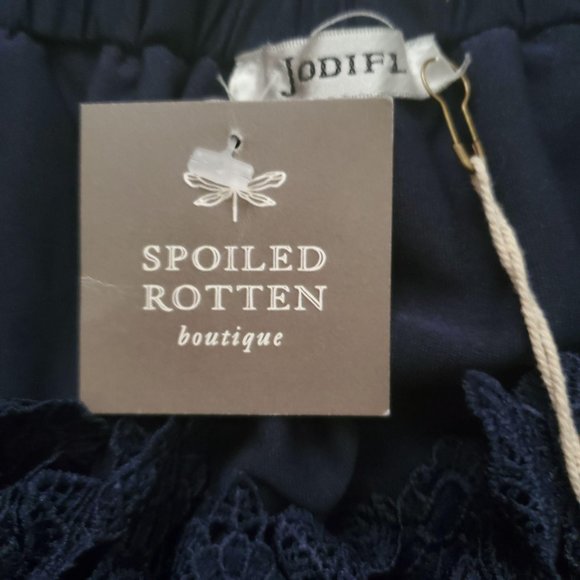 JODIFL
SPOILED
ROTTEN
boutique